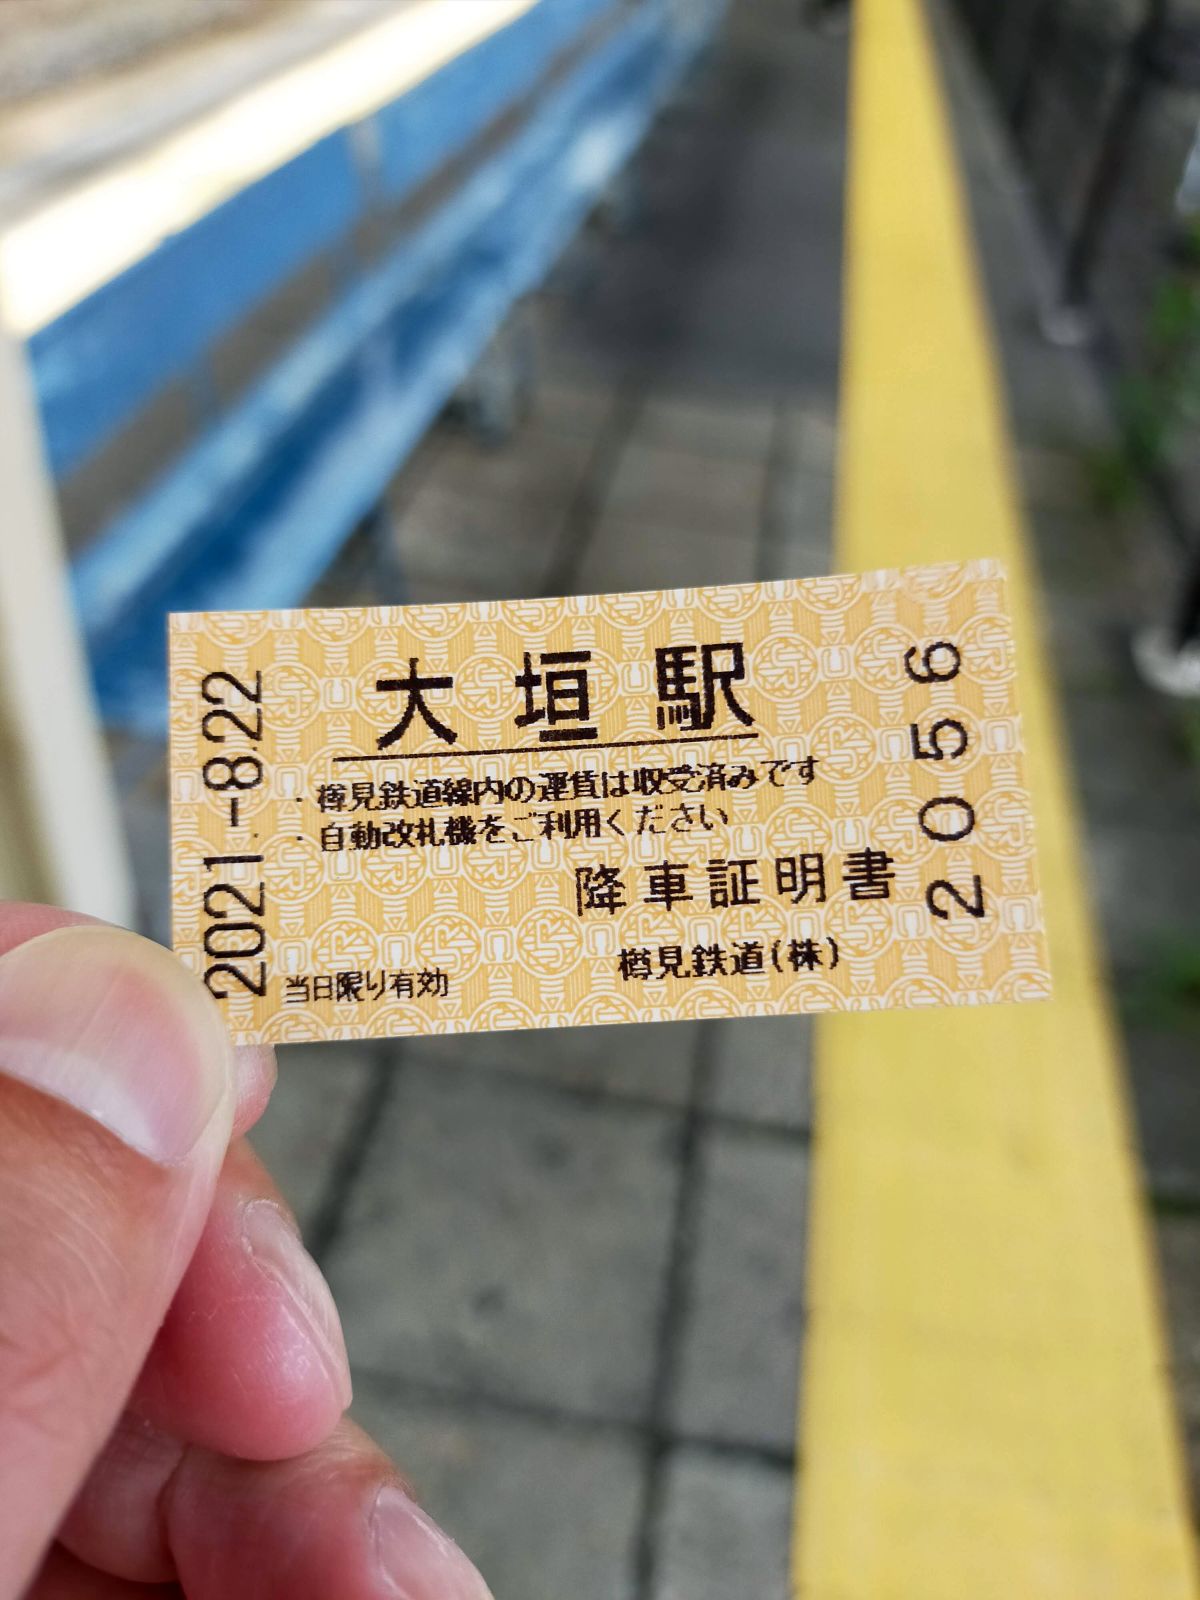 大垣駅
・樽見鉄道線内の運賃は収受済みです
・自動改札機をご利用ください
降車証明書
樽見鉄道(株)
当日限り有効
2021.-8.22
2056